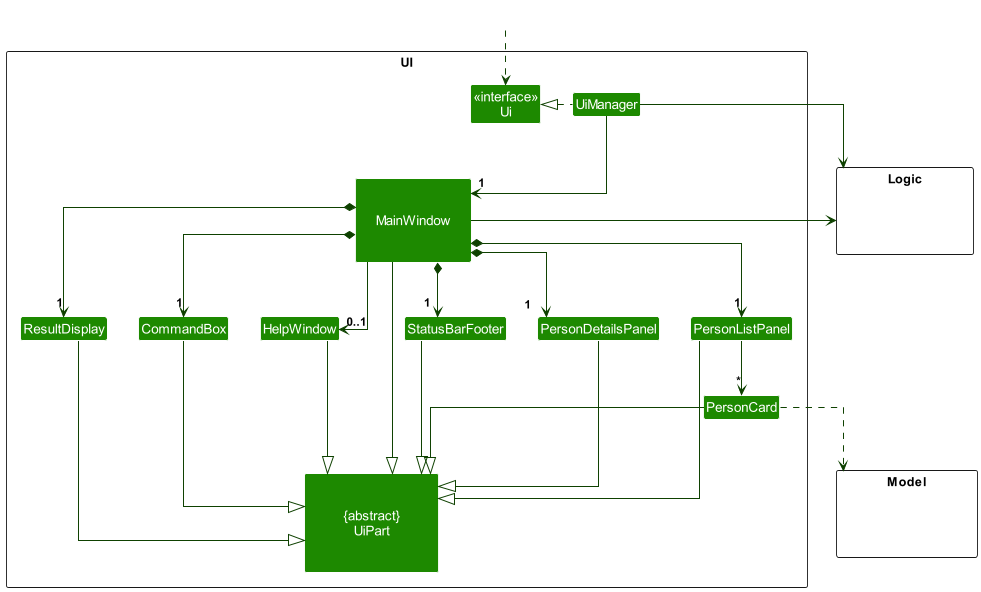 UI
«interface»
Ui
UiManager
Logic
1
MainWindow
1
1
0..1
1
1
1
ResultDisplay
CommandBox
HelpWindow
StatusBarFooter
PersonDetailsPanel
PersonListPanel
*
PersonCard
Model
{abstract}
UiPart